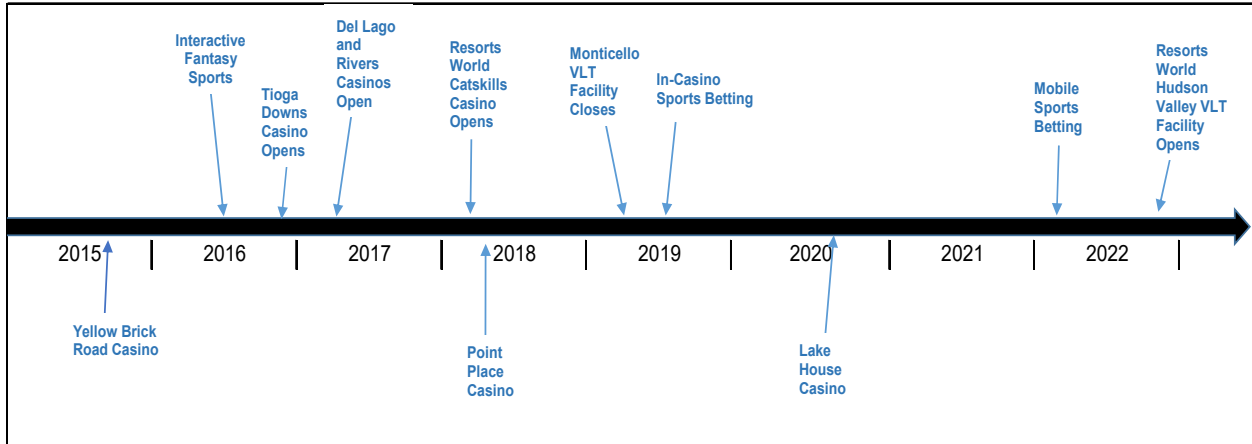 Interactive
Fantasy
Sports
Tioga
Downs
Casino
Opens
Del Lago
and
Rivers
Casinos
Open
Resorts
World
Catskills
Casino
Opens
Monticello
VLT
Facility
Closes
In-Casino
Sports Betting
Mobile
Sports
Betting
Resorts
World
Hudson
Valley VLT
Facility
Opens
2015
2016
2017
2018
2019
2020
2021
2022
Yellow Brick
Road Casino
Point
Place
Casino
Lake
House
Casino